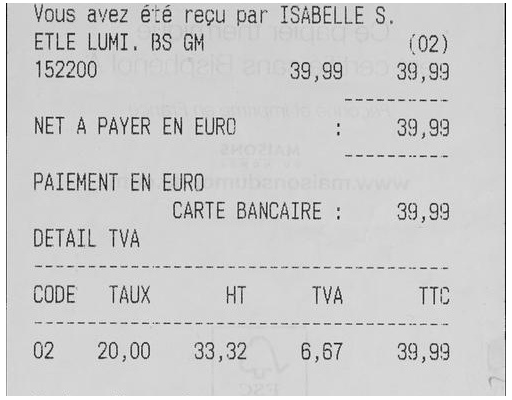 Vous avez été reçu par ISABELLE S.
ETLE LUMI. BS GM (02)
152200 39,99 39,99
----------
NET A PAYER EN EURO : 39,99
----------
PAIEMENT EN EURO
CARTE BANCAIRE : 39,99
DETAIL TVA
----------------------------------------
CODE TAUX HT TVA TTC
----------------------------------------
02 20,00 33,32 6,67 39,99
MAISONS
FSC